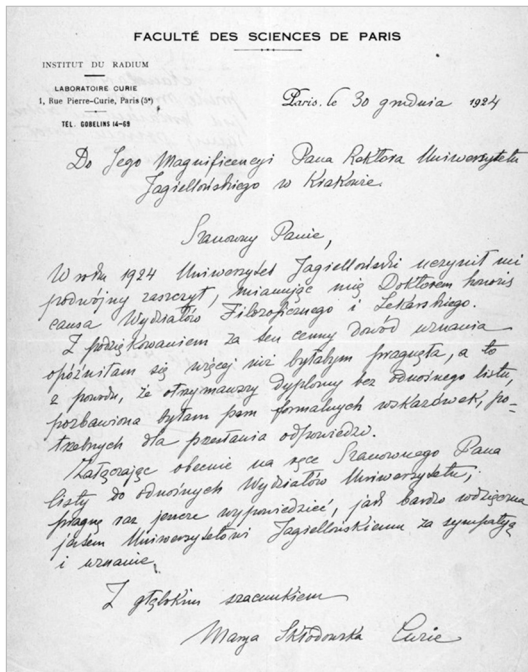 FACULTÉ DES SCIENCES DE PARIS
INSTITUT DU RADIUM
LABORATOIRE CURIE
1, Rue Pierre-Curie, Paris (5e)
TÉL. GOBELINS 14-69
Paris, le 30 grudnia 1924
Do Jego Magnificencyi Pana Rektora Uniwersytetu
Jagiellońskiego w Krakowie
Szanowny Panie,
W roku 1924 Uniwersytet Jagielloński uczynił mi
podwójny zaszczyt, mianując mię Doktorem honoris
causa Wydziałów Filozoficznego i Lekarskiego.
Z podziękowaniem za ten cenny dowód uznania
opóźniłam się więcej niż byłabym pragnęła, a to
z powodu, że otrzymawszy dyplomy bez odnośnego listu,
pozbawiona byłam pem formalnych wskazówek, po-
trzebnych dla przesłania odpowiedzi.
Załączając obecnie na ręce Szanownego Pana
listy do odnośnych Wydziałów Uniwersytetu,
pragnę raz jeszcze wypowiedzieć, jak bardzo wdzięczna
jestem Uniwersytetowi Jagiellońskiemu za sympatyą
i uznanie.
Z głębokim szacunkiem
Marya Skłodowska Curie